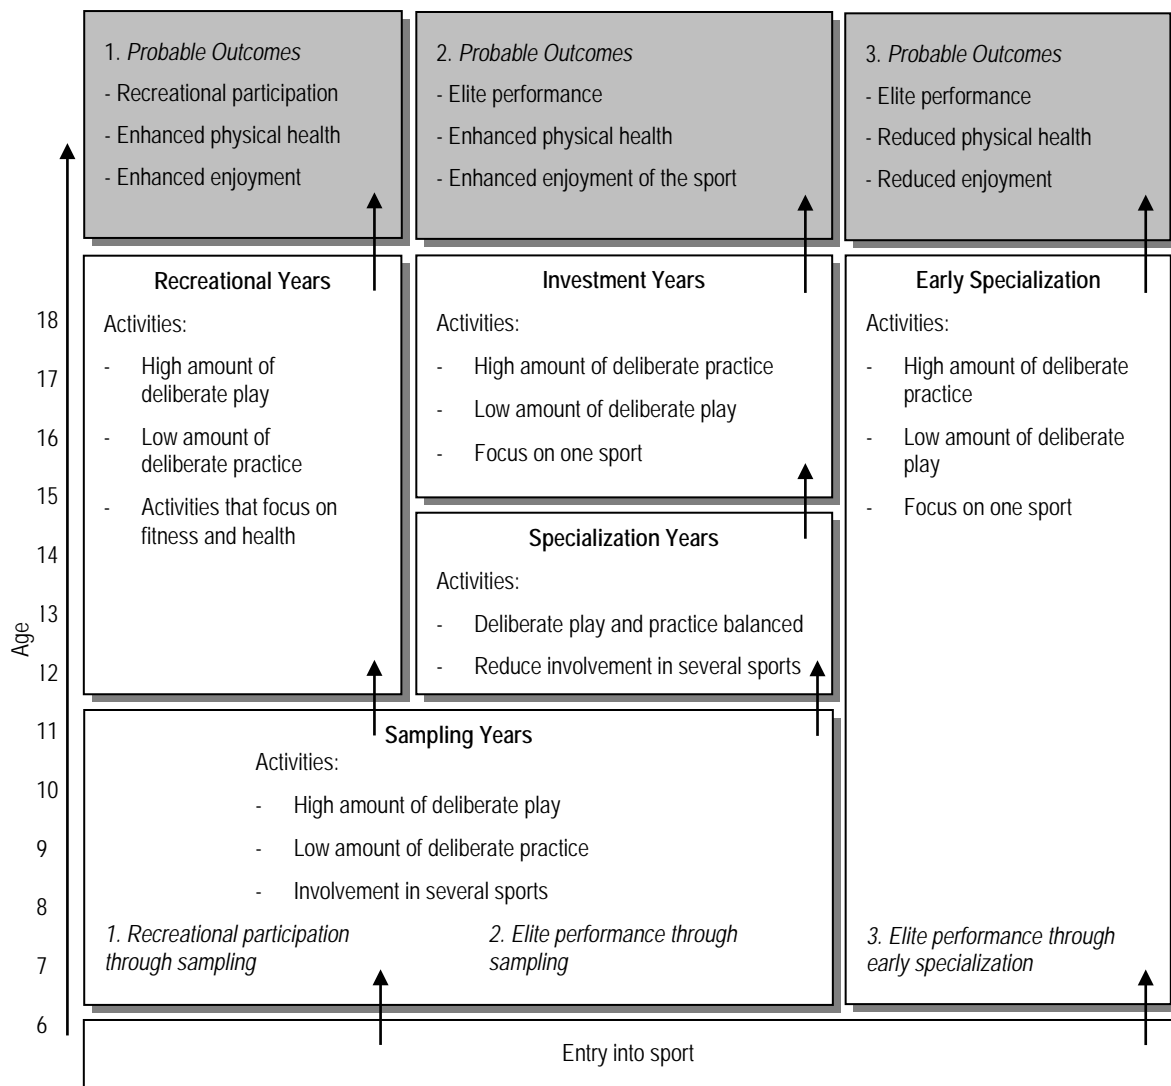 1. Probable Outcomes
- Recreational participation
- Enhanced physical health
- Enhanced enjoyment
2. Probable Outcomes
- Elite performance
- Enhanced physical health
- Enhanced enjoyment of the sport
3. Probable Outcomes
- Elite performance
- Reduced physical health
- Reduced enjoyment
Recreational Years
Activities:
- High amount of
deliberate play
- Low amount of
deliberate practice
- Activities that focus on
fitness and health
Investment Years
Activities:
- High amount of deliberate practice
- Low amount of deliberate play
- Focus on one sport
Specialization Years
Activities:
- Deliberate play and practice balanced
- Reduce involvement in several sports
Early Specialization
Activities:
- High amount of deliberate
practice
- Low amount of deliberate
play
- Focus on one sport
3. Elite performance through
early specialization
Sampling Years
Activities:
- High amount of deliberate play
- Low amount of deliberate practice
- Involvement in several sports
1. Recreational participation
through sampling
2. Elite performance through
sampling
Entry into sport
Age
18
17
16
15
14
13
12
11
10
9
8
7
6